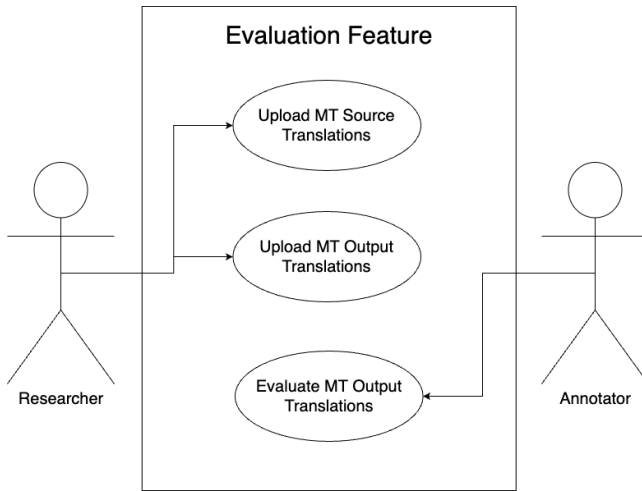 Evaluation Feature
Upload MT Source
Translations
Upload MT Output
Translations
Evaluate MT Output
Translations
Researcher
Annotator